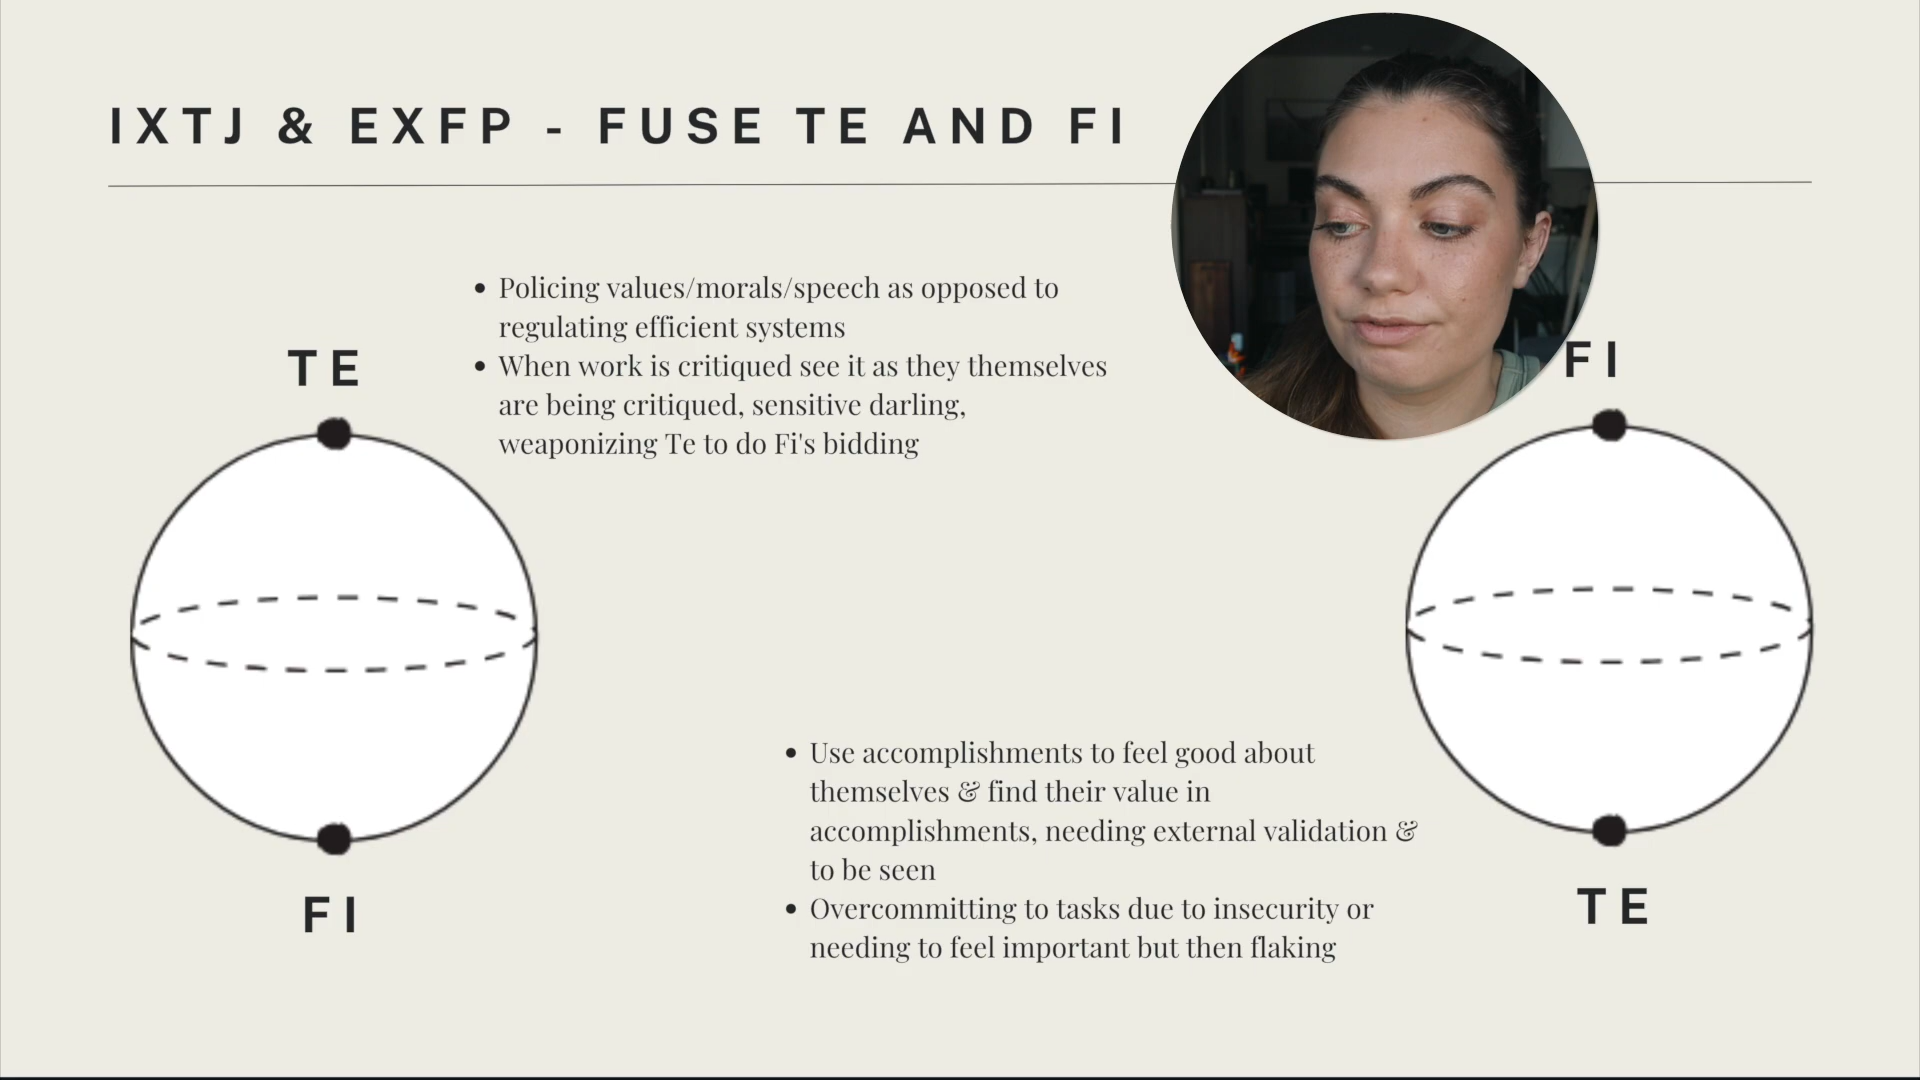 IXTJ & EXFP - FUSE TE AND FI
• Policing values/morals/speech as opposed to
regulating efficient systems
• When work is critiqued see it as they themselves
are being critiqued, sensitive darling,
weaponizing Te to do Fi's bidding
TE
FI
FI
TE
• Use accomplishments to feel good about
themselves & find their value in
accomplishments, needing external validation &
to be seen
• Overcommitting to tasks due to insecurity or
needing to feel important but then flaking